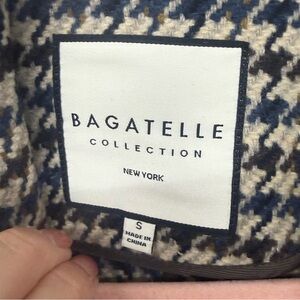 BAGATELLE
COLLECTION
NEW YORK
S
MADE IN
CHINA